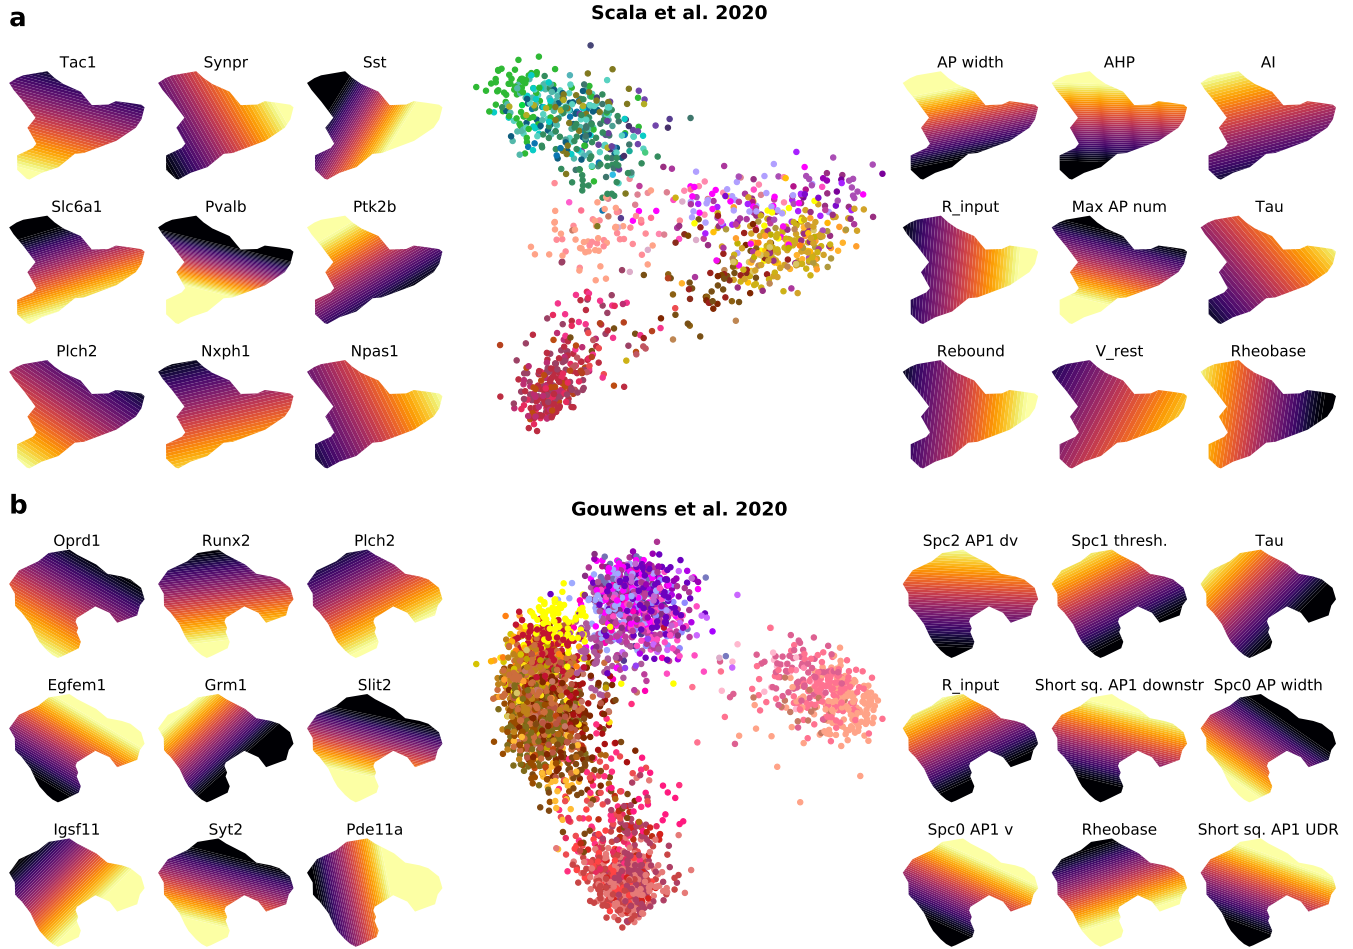 a
Scala et al. 2020
Tac1 Synpr Sst
AP width AHP AI
Slc6a1 Pvalb Ptk2b
R_input Max AP num Tau
Plch2 Nxph1 Npas1
Rebound V_rest Rheobase
b
Gouwens et al. 2020
Oprd1 Runx2 Plch2
Spc2 AP1 dv Spc1 thresh. Tau
Egfem1 Grm1 Slit2
R_input Short sq. AP1 downstr Spc0 AP width
Igsf11 Syt2 Pde11a
Spc0 AP1 v Rheobase Short sq. AP1 UDR